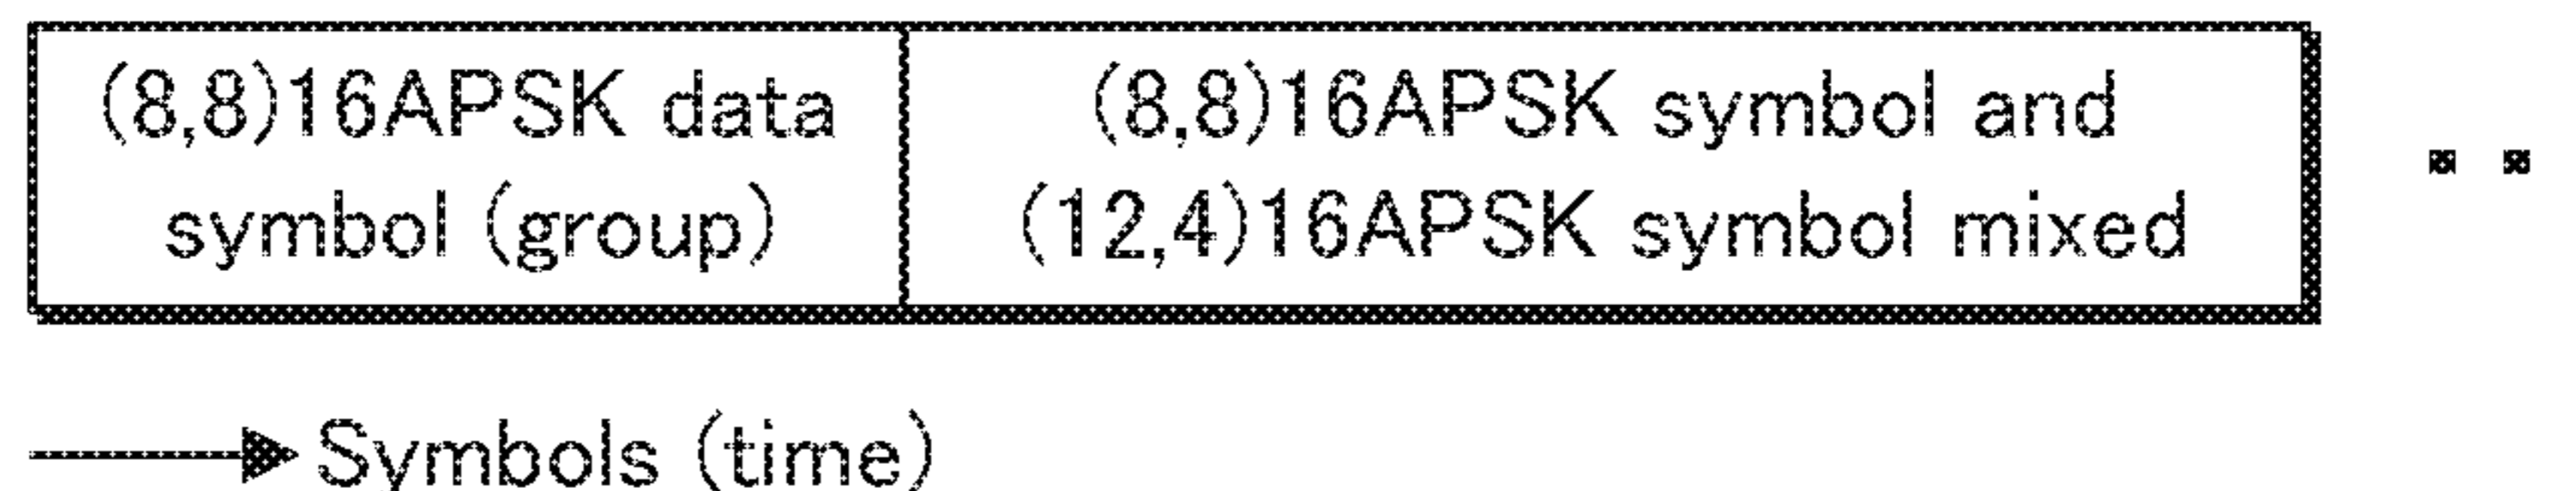 (8,8)16APSK data
symbol (group)
(8,8)16APSK symbol and
(12,4)16APSK symbol mixed
Symbols (time)